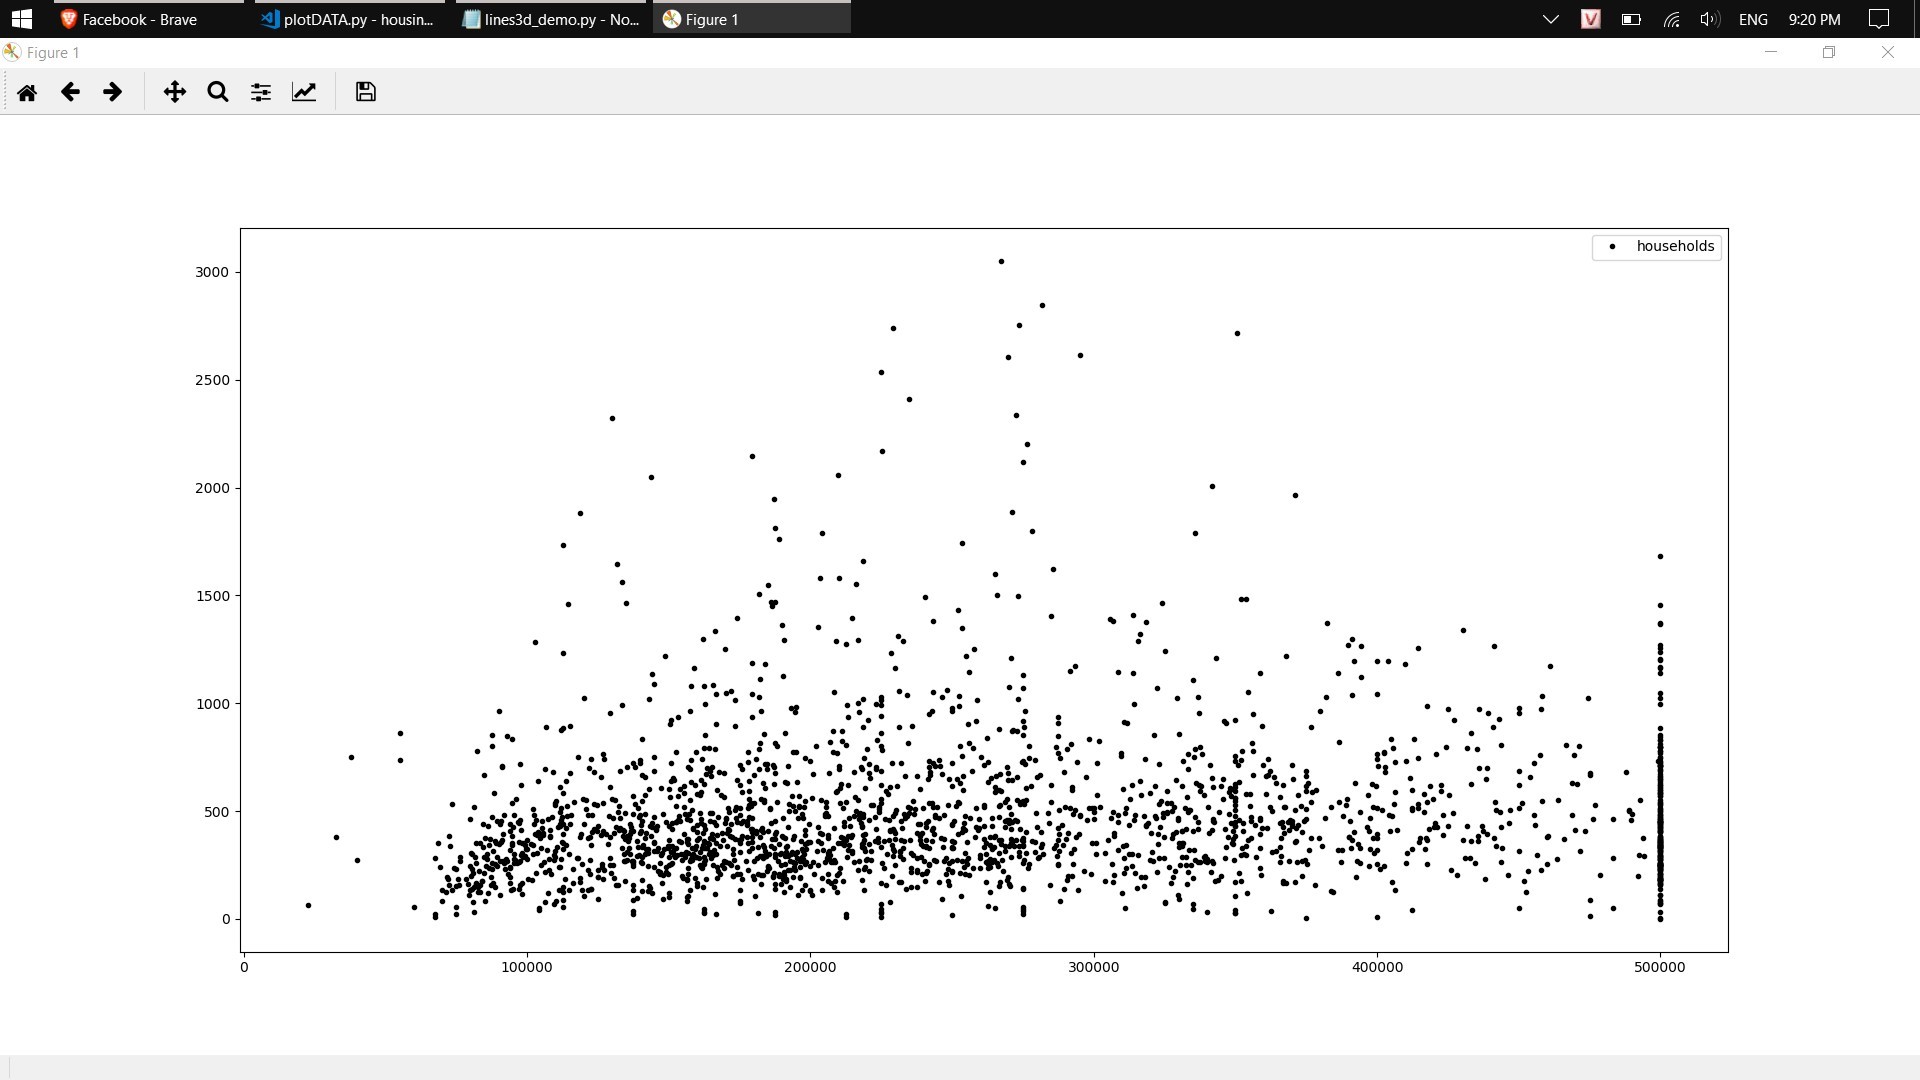 Facebook - Brave
plotDATA.py - housin...
lines3d_demo.py - No...
Figure 1
V
ENG
9:20 PM
Figure 1
households
3000
2500
2000
1500
1000
500
0
0
100000
200000
300000
400000
500000